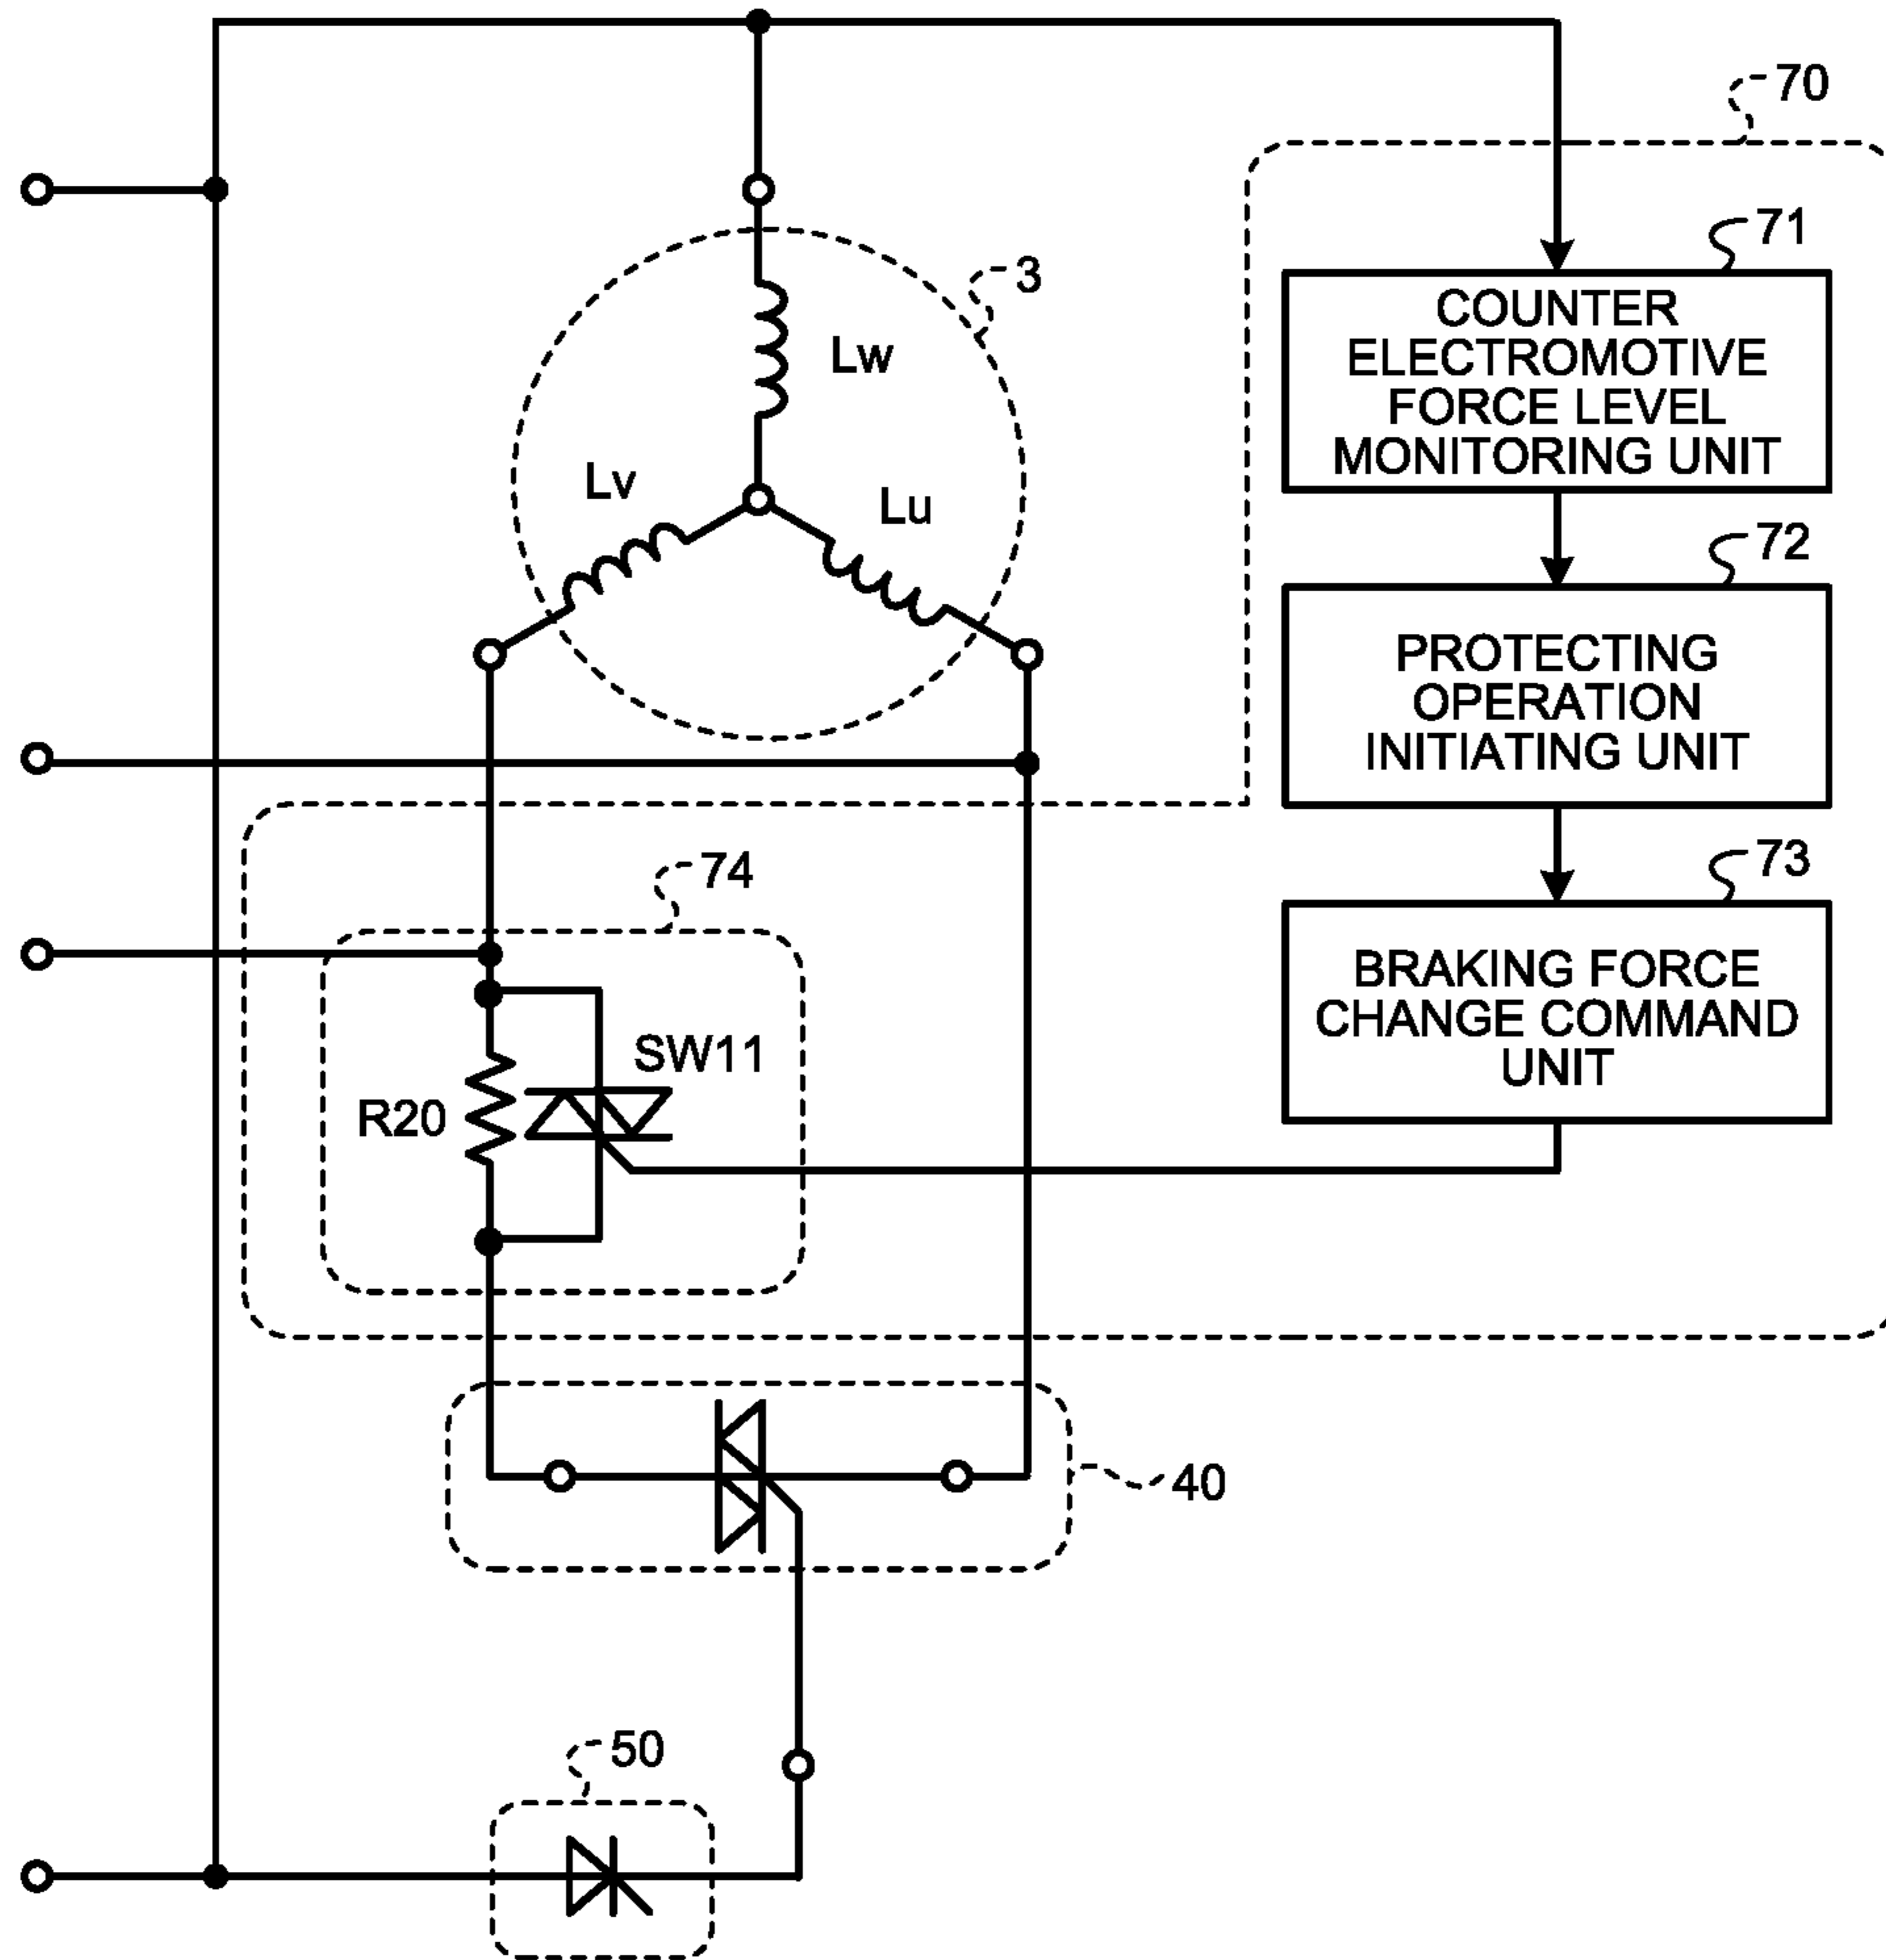 70
71
COUNTER
ELECTROMOTIVE
FORCE LEVEL
MONITORING UNIT
3
Lw
Lv
Lu
72
PROTECTING
OPERATION
INITIATING UNIT
73
BRAKING FORCE
CHANGE COMMAND
UNIT
74
SW11
R20
40
50